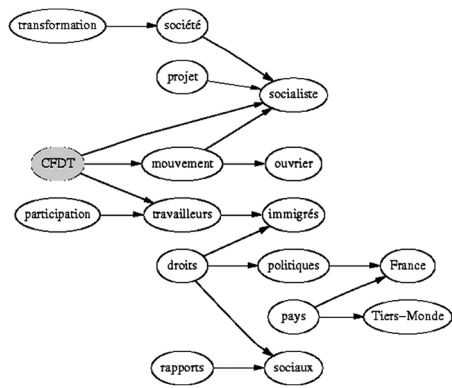 transformation
société
projet
socialiste
CFDT
mouvement
ouvrier
participation
travailleurs
immigrés
droits
politiques
France
pays
Tiers-Monde
rapports
sociaux